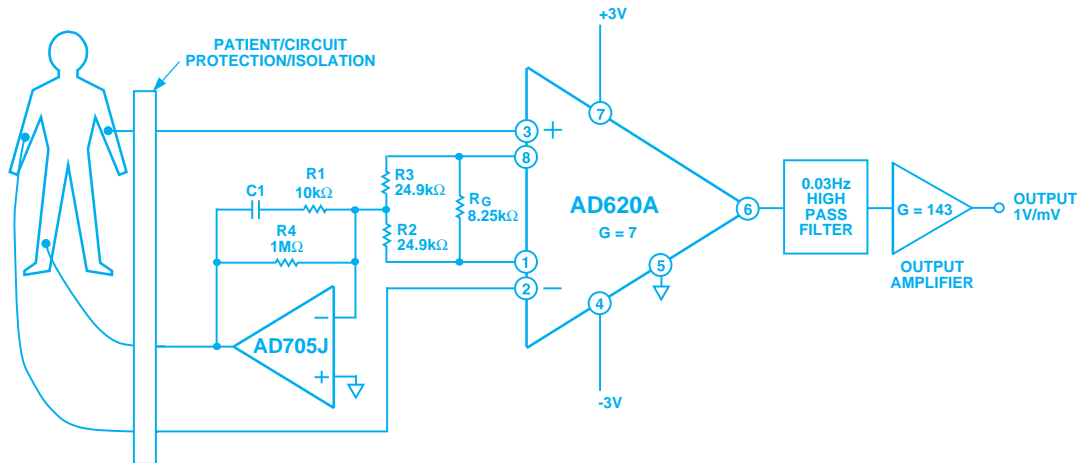 PATIENT/CIRCUIT
PROTECTION/ISOLATION
+3V
7
3
+
8
R3
24.9kΩ
R1
10kΩ
C1
RG
8.25kΩ
R2
24.9kΩ
R4
1MΩ
AD620A
G = 7
6
0.03Hz
HIGH
PASS
FILTER
G = 143
OUTPUT
1V/mV
OUTPUT
AMPLIFIER
1
2
–
5
4
–
AD705J
+
-3V